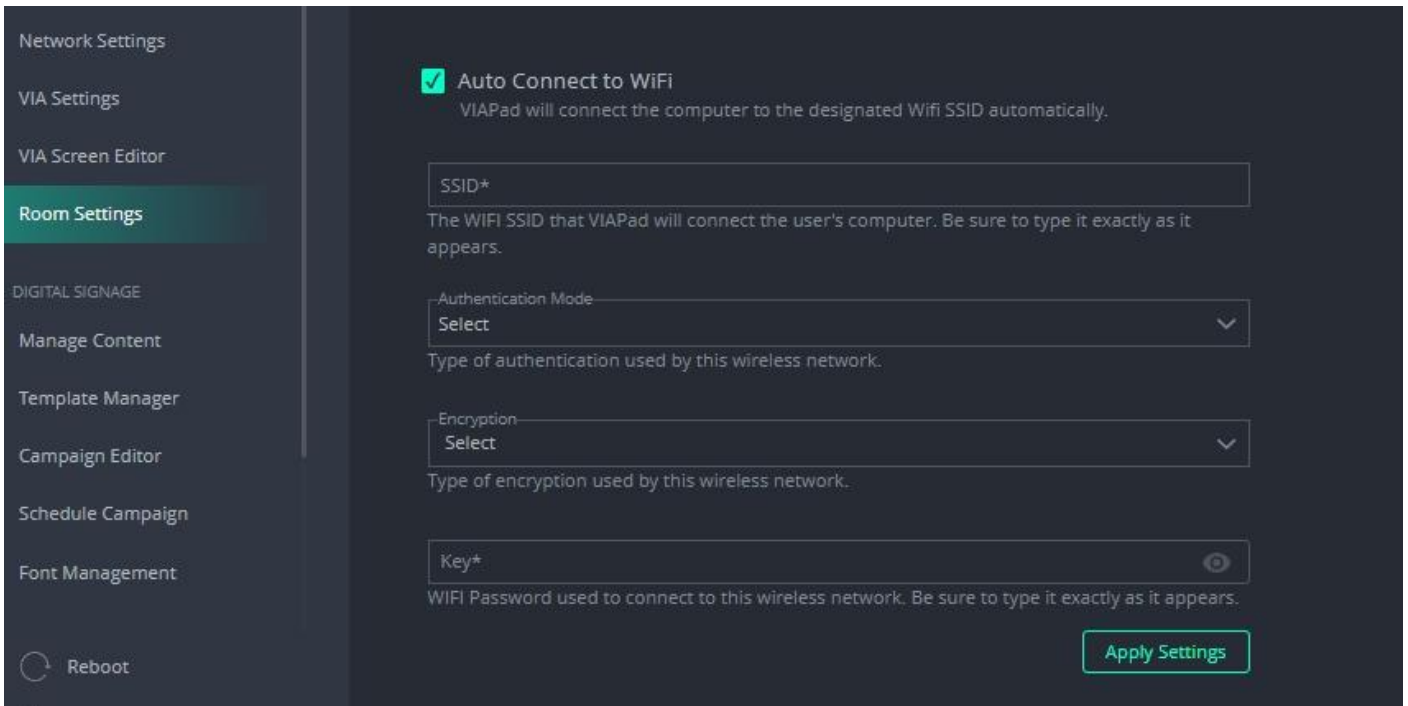 Network Settings
VIA Settings
VIA Screen Editor
Room Settings
DIGITAL SIGNAGE
Manage Content
Template Manager
Campaign Editor
Schedule Campaign
Font Management
Reboot
Auto Connect to WiFi
VIAPad will connect the computer to the designated Wifi SSID automatically.
SSID*
The WIFI SSID that VIAPad will connect the user's computer. Be sure to type it exactly as it
appears.
Authentication Mode
Select
Type of authentication used by this wireless network.
Encryption
Select
Type of encryption used by this wireless network.
Key*
WIFI Password used to connect to this wireless network. Be sure to type it exactly as it appears.
Apply Settings